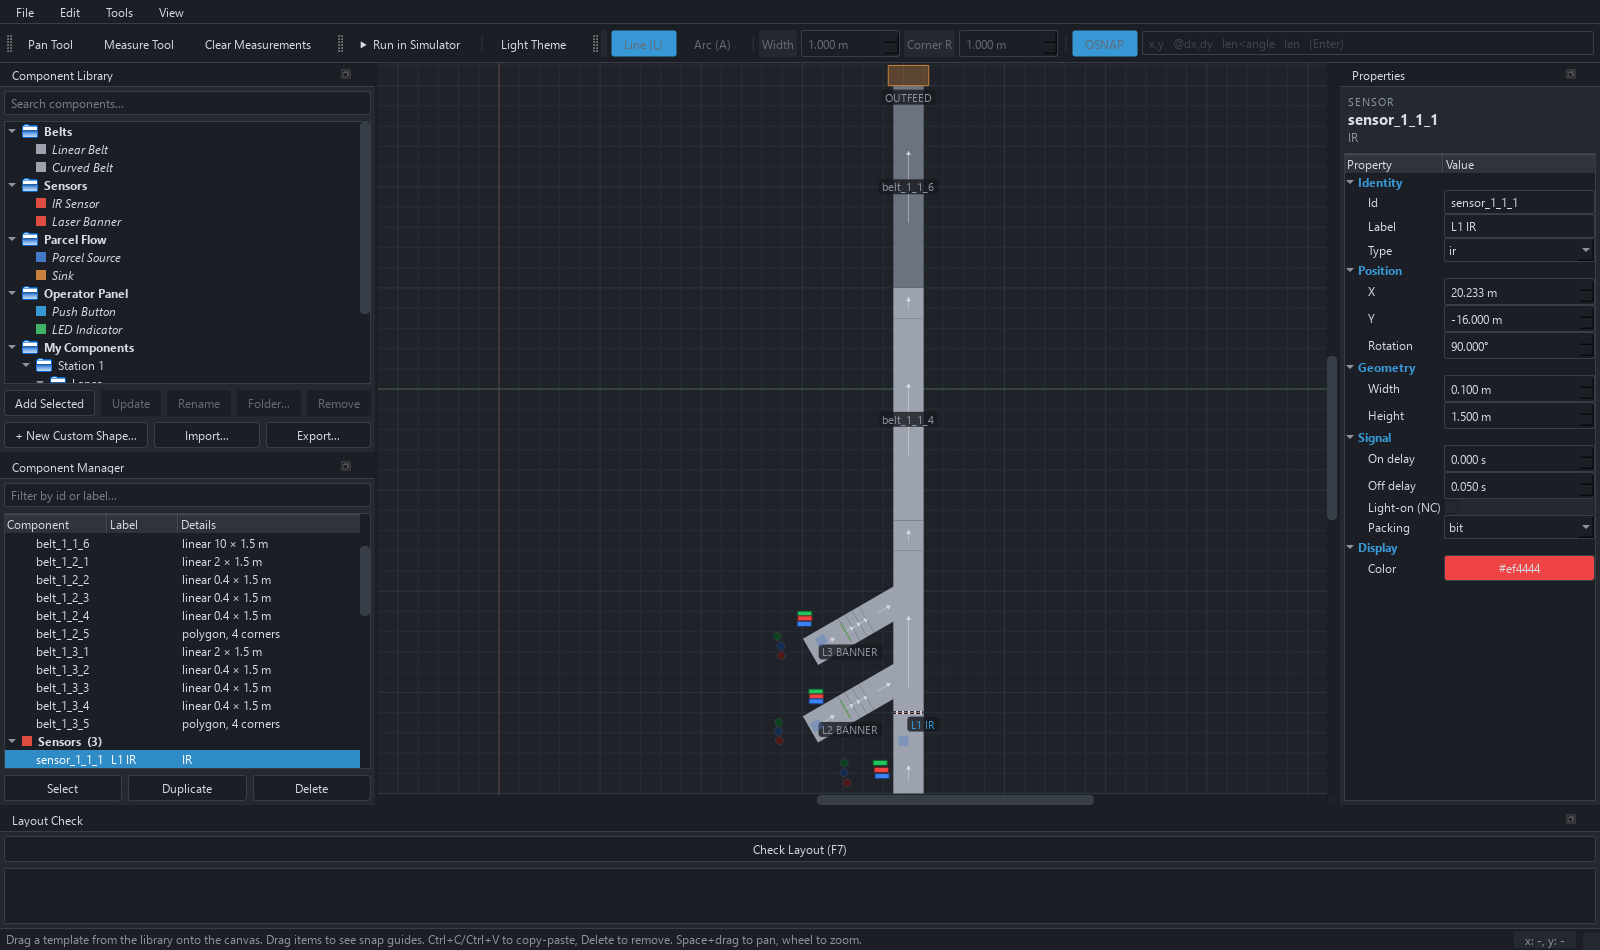 File Edit Tools View
Pan Tool Measure Tool Clear Measurements Run in Simulator Light Theme Line (L) Arc (A) Width 1.000 m Corner R 1.000 m OSNAP x,y @dx,dy len<angle len (Enter)
Component Library
Search components...
Belts
Linear Belt
Curved Belt
Sensors
IR Sensor
Laser Banner
Parcel Flow
Parcel Source
Sink
Operator Panel
Push Button
LED Indicator
My Components
Station 1
Add Selected Update Rename Folder... Remove
+ New Custom Shape... Import... Export...
Component Manager
Filter by id or label...
Component Label Details
belt_1_1_6 linear 10 × 1.5 m
belt_1_2_1 linear 2 × 1.5 m
belt_1_2_2 linear 0.4 × 1.5 m
belt_1_2_3 linear 0.4 × 1.5 m
belt_1_2_4 linear 0.4 × 1.5 m
belt_1_2_5 polygon, 4 corners
belt_1_3_1 linear 2 × 1.5 m
belt_1_3_2 linear 0.4 × 1.5 m
belt_1_3_3 linear 0.4 × 1.5 m
belt_1_3_4 linear 0.4 × 1.5 m
belt_1_3_5 polygon, 4 corners
Sensors (3)
sensor_1_1_1 L1 IR IR
Select Duplicate Delete
OUTFEED
belt_1_1_6
belt_1_1_4
L3 BANNER
L2 BANNER
L1 IR
Properties
SENSOR
sensor_1_1_1
IR
Property Value
Identity
Id sensor_1_1_1
Label L1 IR
Type ir
Position
X 20.233 m
Y -16.000 m
Rotation 90.000°
Geometry
Width 0.100 m
Height 1.500 m
Signal
On delay 0.000 s
Off delay 0.050 s
Light-on (NC)
Packing bit
Display
Color #ef4444
Layout Check
Check Layout (F7)
Drag a template from the library onto the canvas. Drag items to see snap guides. Ctrl+C/Ctrl+V to copy-paste, Delete to remove. Space+drag to pan, wheel to zoom.
x: -, y: -